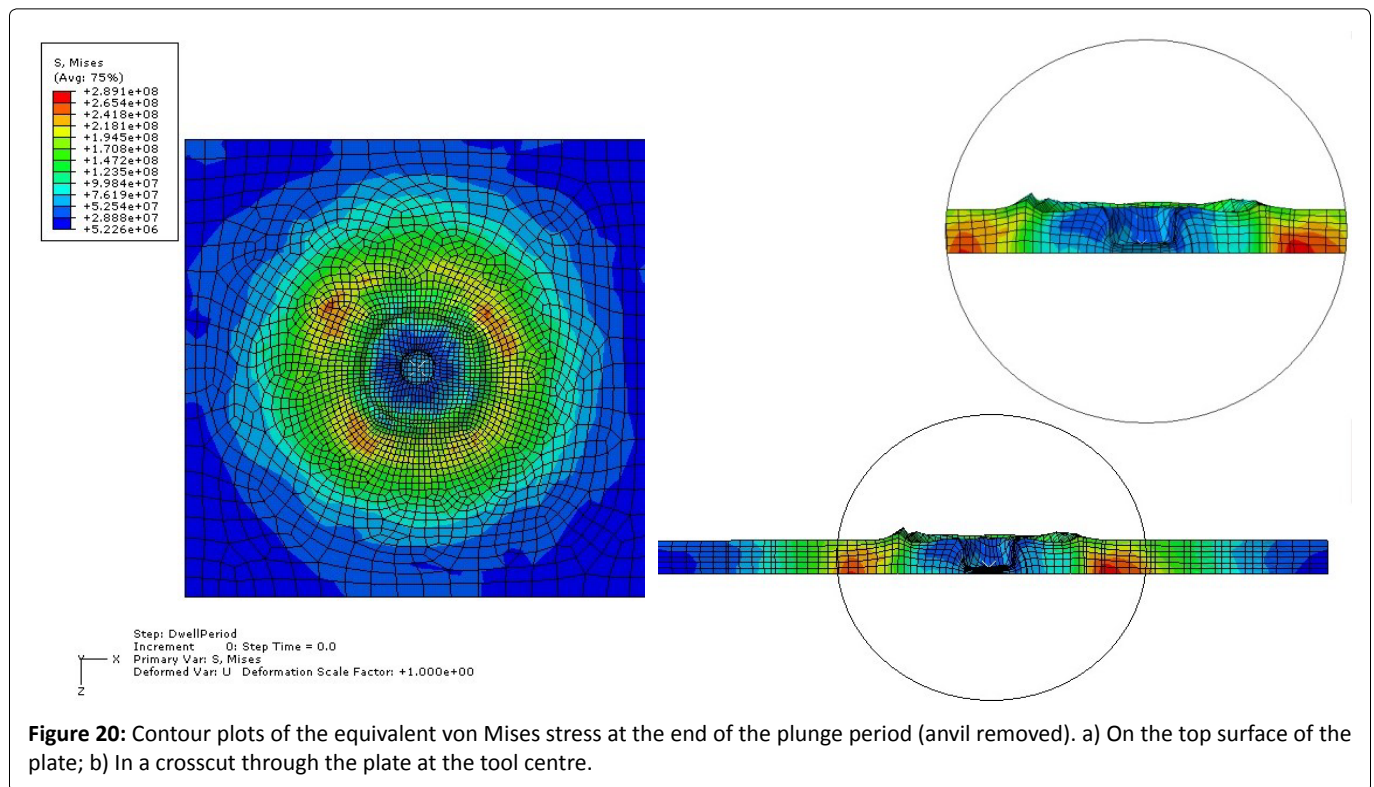 S, Mises
(Avg: 75%)
+2.891e+08
+2.654e+08
+2.418e+08
+2.181e+08
+1.945e+08
+1.708e+08
+1.472e+08
+1.235e+08
+9.984e+07
+7.619e+07
+5.254e+07
+2.888e+07
+5.226e+06
Step: DwellPeriod
Increment 0: Step Time = 0.0
Primary Var: S, Mises
Deformed Var: U Deformation Scale Factor: +1.000e+00
Y X
Z
Figure 20: Contour plots of the equivalent von Mises stress at the end of the plunge period (anvil removed). a) On the top surface of the
plate; b) In a crosscut through the plate at the tool centre.